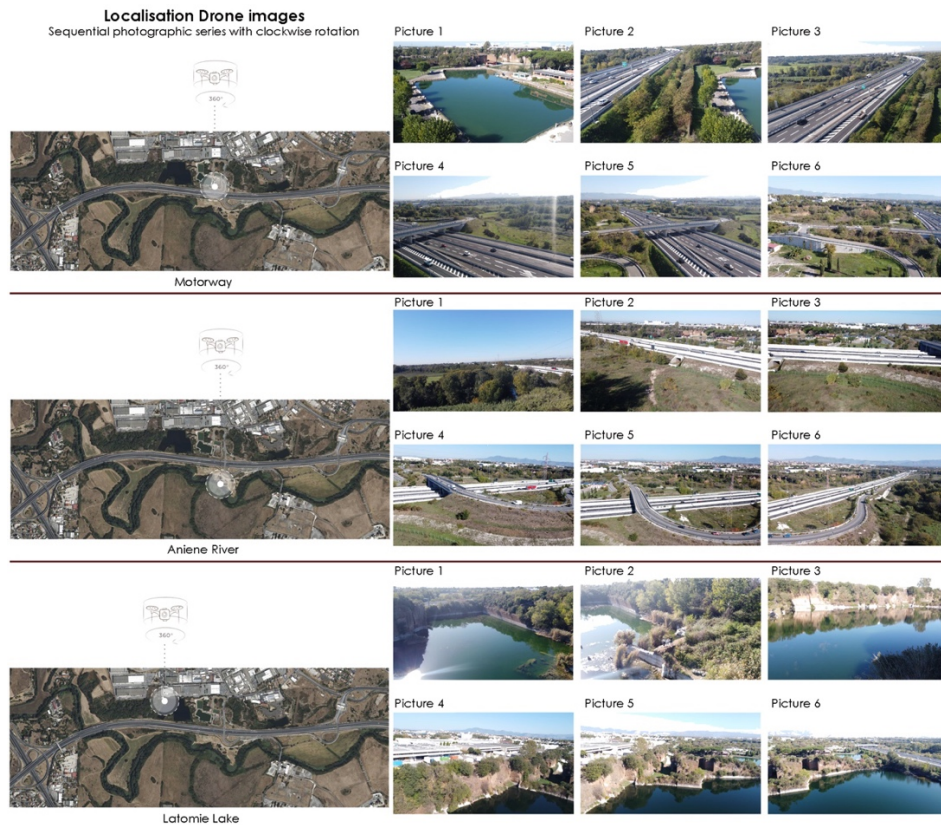 Localisation Drone images
Sequential photographic series with clockwise rotation
360°
Motorway
Picture 1
Picture 2
Picture 3
Picture 4
Picture 5
Picture 6
360°
Aniene River
Picture 1
Picture 2
Picture 3
Picture 4
Picture 5
Picture 6
360°
Latomie Lake
Picture 1
Picture 2
Picture 3
Picture 4
Picture 5
Picture 6